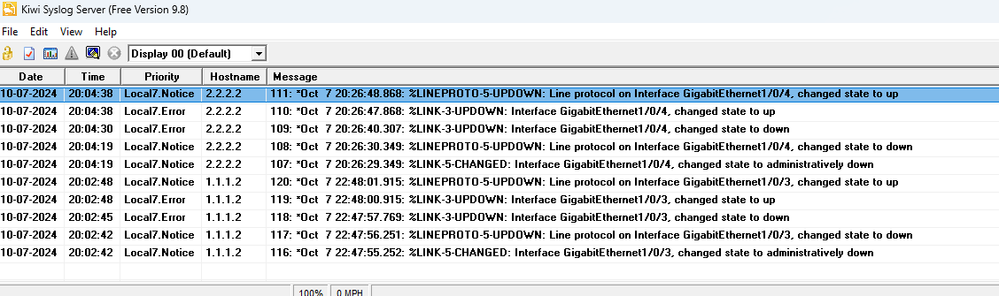 Kiwi Syslog Server (Free Version 9.8)
File Edit View Help
Display 00 (Default)
Date Time Priority Hostname Message
10-07-2024 20:04:38 Local7.Notice 2.2.2.2 111: *Oct  7 20:26:48.868: %LINEPROTO-5-UPDOWN: Line protocol on Interface GigabitEthernet1/0/4, changed state to up
10-07-2024 20:04:38 Local7.Error 2.2.2.2 110: *Oct  7 20:26:47.868: %LINK-3-UPDOWN: Interface GigabitEthernet1/0/4, changed state to up
10-07-2024 20:04:30 Local7.Error 2.2.2.2 109: *Oct  7 20:26:40.307: %LINK-3-UPDOWN: Interface GigabitEthernet1/0/4, changed state to down
10-07-2024 20:04:19 Local7.Notice 2.2.2.2 108: *Oct  7 20:26:30.349: %LINEPROTO-5-UPDOWN: Line protocol on Interface GigabitEthernet1/0/4, changed state to down
10-07-2024 20:04:19 Local7.Notice 2.2.2.2 107: *Oct  7 20:26:29.349: %LINK-5-CHANGED: Interface GigabitEthernet1/0/4, changed state to administratively down
10-07-2024 20:02:48 Local7.Notice 1.1.1.2 120: *Oct  7 22:48:01.915: %LINEPROTO-5-UPDOWN: Line protocol on Interface GigabitEthernet1/0/3, changed state to up
10-07-2024 20:02:48 Local7.Error 1.1.1.2 119: *Oct  7 22:48:00.915: %LINK-3-UPDOWN: Interface GigabitEthernet1/0/3, changed state to up
10-07-2024 20:02:45 Local7.Error 1.1.1.2 118: *Oct  7 22:47:57.769: %LINK-3-UPDOWN: Interface GigabitEthernet1/0/3, changed state to down
10-07-2024 20:02:42 Local7.Notice 1.1.1.2 117: *Oct  7 22:47:56.251: %LINEPROTO-5-UPDOWN: Line protocol on Interface GigabitEthernet1/0/3, changed state to down
10-07-2024 20:02:42 Local7.Notice 1.1.1.2 116: *Oct  7 22:47:55.252: %LINK-5-CHANGED: Interface GigabitEthernet1/0/3, changed state to administratively down
100% 0 MPH